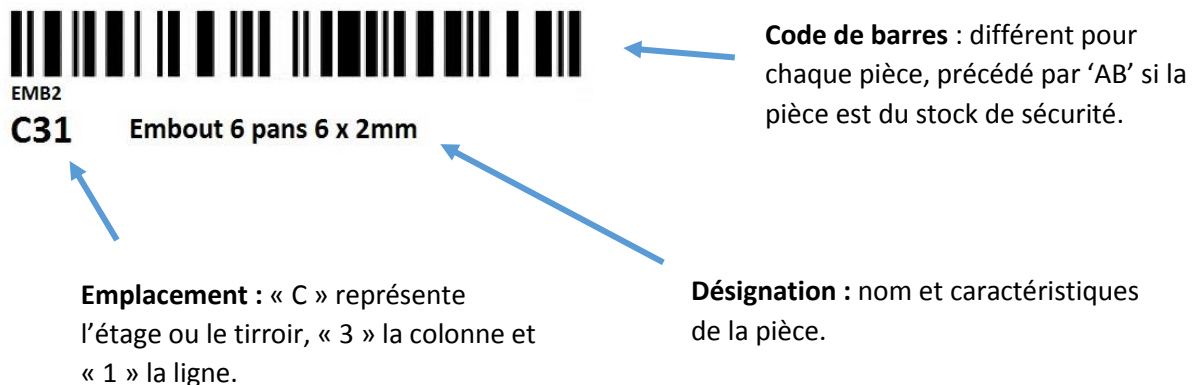 EMB2
C31 Embout 6 pans 6 x 2mm
Code de barres : différent pour
chaque pièce, précédé par ‘AB’ si la
pièce est du stock de sécurité.
Emplacement : « C » représente
l’étage ou le tirroir, « 3 » la colonne et
« 1 » la ligne.
Désignation : nom et caractéristiques
de la pièce.